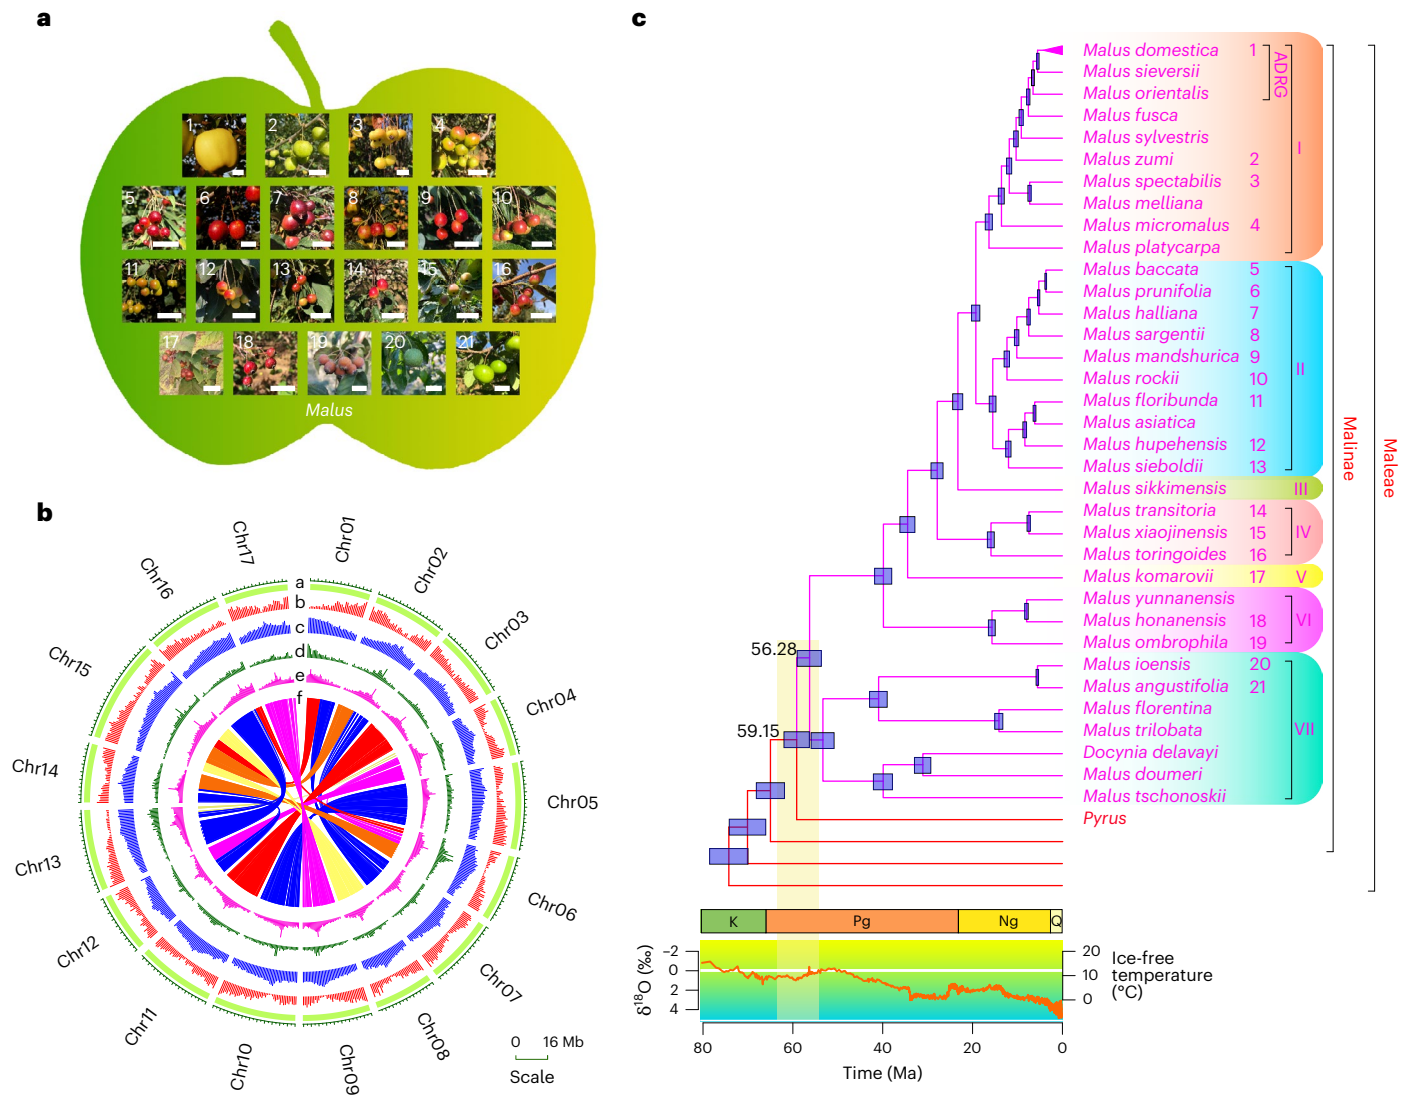 a
1
2
3
4
5
6
7
8
9
10
11
12
13
14
15
16
17
18
19
20
21
Malus
b
Chr01
Chr02
Chr03
Chr04
Chr05
Chr06
Chr07
Chr08
Chr09
Chr10
Chr11
Chr12
Chr13
Chr14
Chr15
Chr16
Chr17
a
b
c
d
e
f
0 16 Mb
Scale
c
Malus domestica 1
Malus sieversii
Malus orientalis
Malus fusca
Malus sylvestris
Malus zumi 2
Malus spectabilis 3
Malus melliana
Malus micromalus 4
Malus platycarpa
Malus baccata 5
Malus prunifolia 6
Malus halliana 7
Malus sargentii 8
Malus mandshurica 9
Malus rockii 10
Malus floribunda 11
Malus asiatica
Malus hupehensis 12
Malus sieboldii 13
Malus sikkimensis
Malus transitoria 14
Malus xiaojinensis 15
Malus toringoides 16
Malus komarovii 17
Malus yunnanensis
Malus honanensis 18
Malus ombrophila 19
Malus ioensis 20
Malus angustifolia 21
Malus florentina
Malus trilobata
Docynia delavayi
Malus doumeri
Malus tschonoskii
Pyrus
ADRG
I
II
III
IV
V
VI
VII
Malinae
Maleae
56.28
59.15
K Pg Ng Q
δ18O (‰)
–2
0
2
4
20
10
0
Ice-free
temperature
(°C)
80 60 40 20 0
Time (Ma)